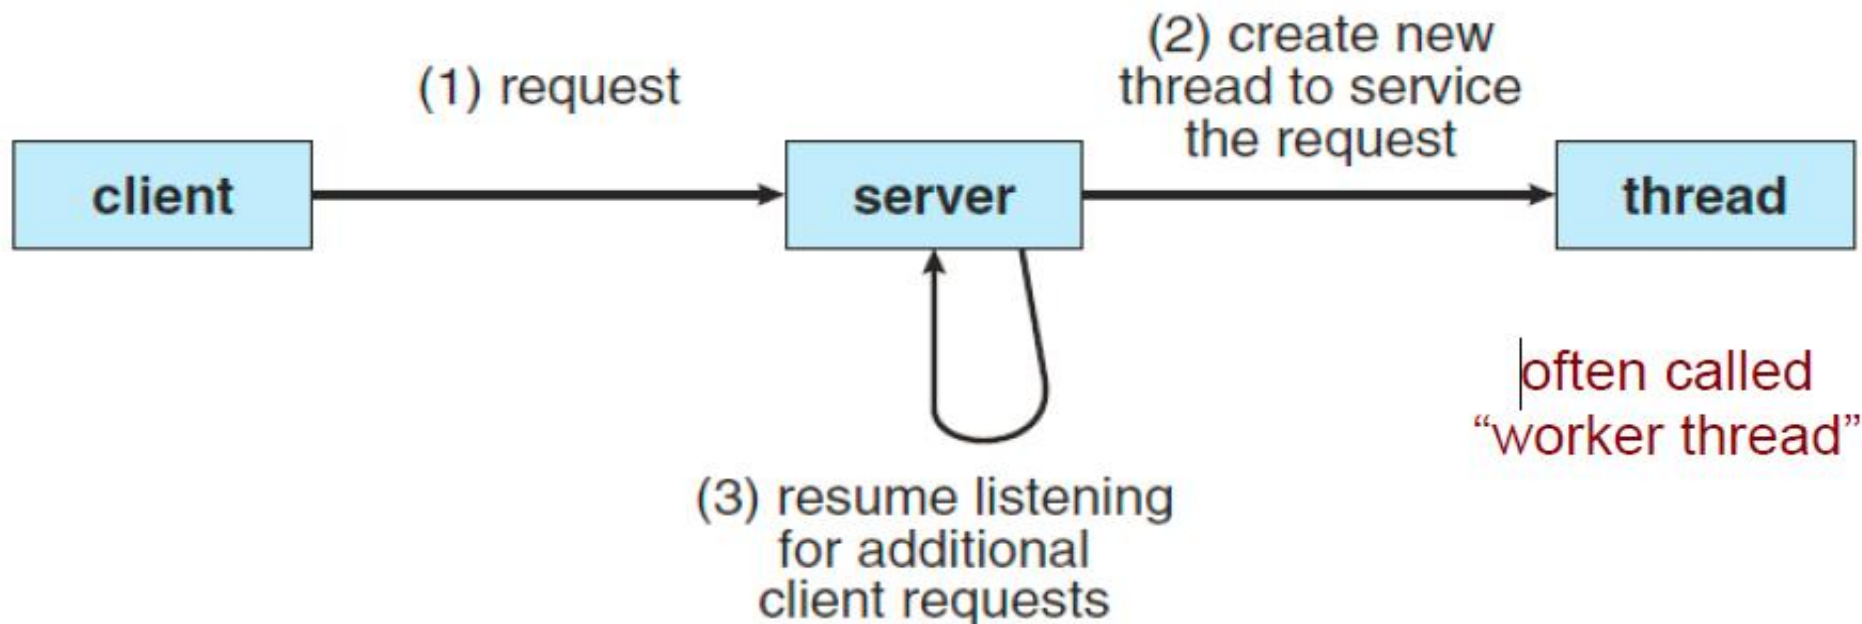 (1) request
(2) create new
thread to service
the request
client
server
thread
often called
“worker thread”
(3) resume listening
for additional
client requests